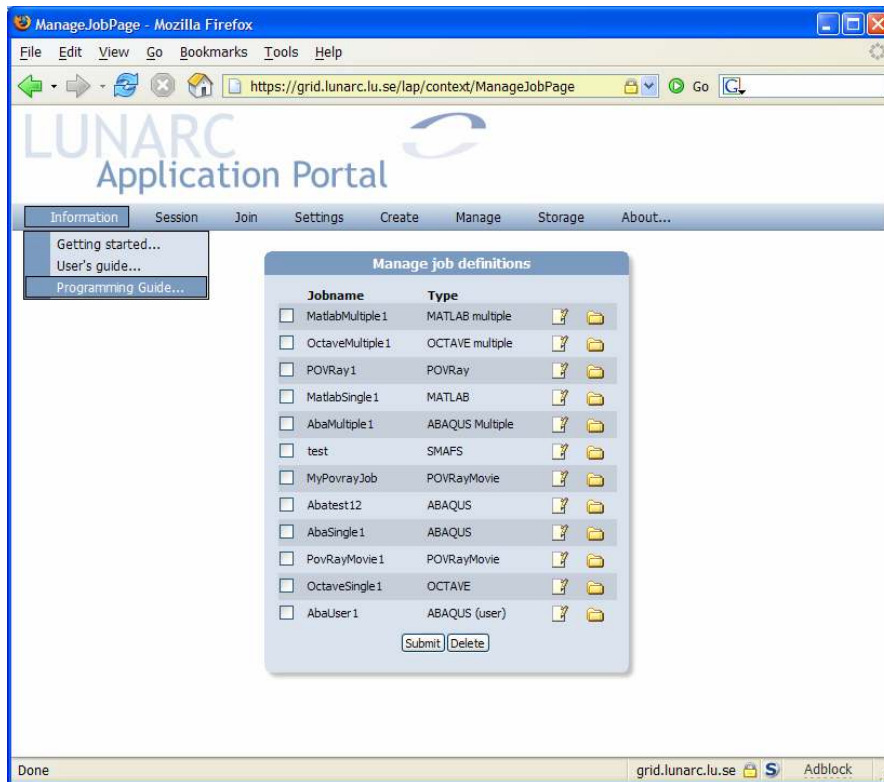 ManageJobPage - Mozilla Firefox
File Edit View Go Bookmarks Tools Help
https://grid.lunarc.lu.se/lap/context/ManageJobPage Go G
LUNARC
Application Portal
Information Session Join Settings Create Manage Storage About...
Getting started...
User's guide...
Programming Guide...
Manage job definitions
Jobname Type
MatlabMultiple1 MATLAB multiple
OctaveMultiple1 OCTAVE multiple
POVRay1 POVRay
MatlabSingle1 MATLAB
AbaMultiple1 ABAQUS Multiple
test SMAFS
MyPovrayJob POVRayMovie
Abatest12 ABAQUS
AbaSingle1 ABAQUS
PovRayMovie1 POVRayMovie
OctaveSingle1 OCTAVE
AbaUser1 ABAQUS (user)
Submit Delete
Done grid.lunarc.lu.se S Adblock